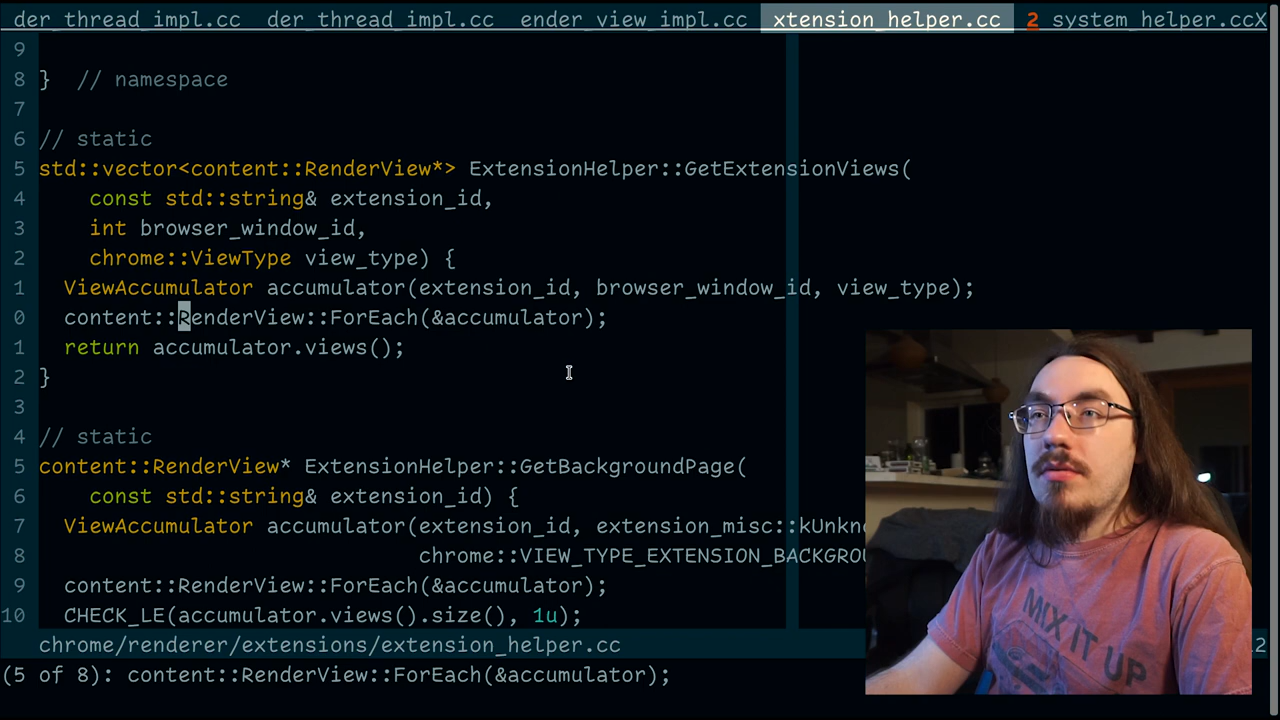 der_thread_impl.cc der_thread_impl.cc ender_view_impl.cc xtension_helper.cc 2 system_helper.ccX
9
8 } // namespace
7
6 // static
5 std::vector<content::RenderView*> ExtensionHelper::GetExtensionViews(
4 const std::string& extension_id,
3 int browser_window_id,
2 chrome::ViewType view_type) {
1 ViewAccumulator accumulator(extension_id, browser_window_id, view_type);
0 content::RenderView::ForEach(&accumulator);
1 return accumulator.views();
2 }
3
4 // static
5 content::RenderView* ExtensionHelper::GetBackgroundPage(
6 const std::string& extension_id) {
7 ViewAccumulator accumulator(extension_id, extension_misc::kUnkn
8 chrome::VIEW_TYPE_EXTENSION_BACKGRO
9 content::RenderView::ForEach(&accumulator);
10 CHECK_LE(accumulator.views().size(), 1u);
chrome/renderer/extensions/extension_helper.cc
12
(5 of 8): content::RenderView::ForEach(&accumulator);
MIX IT UP